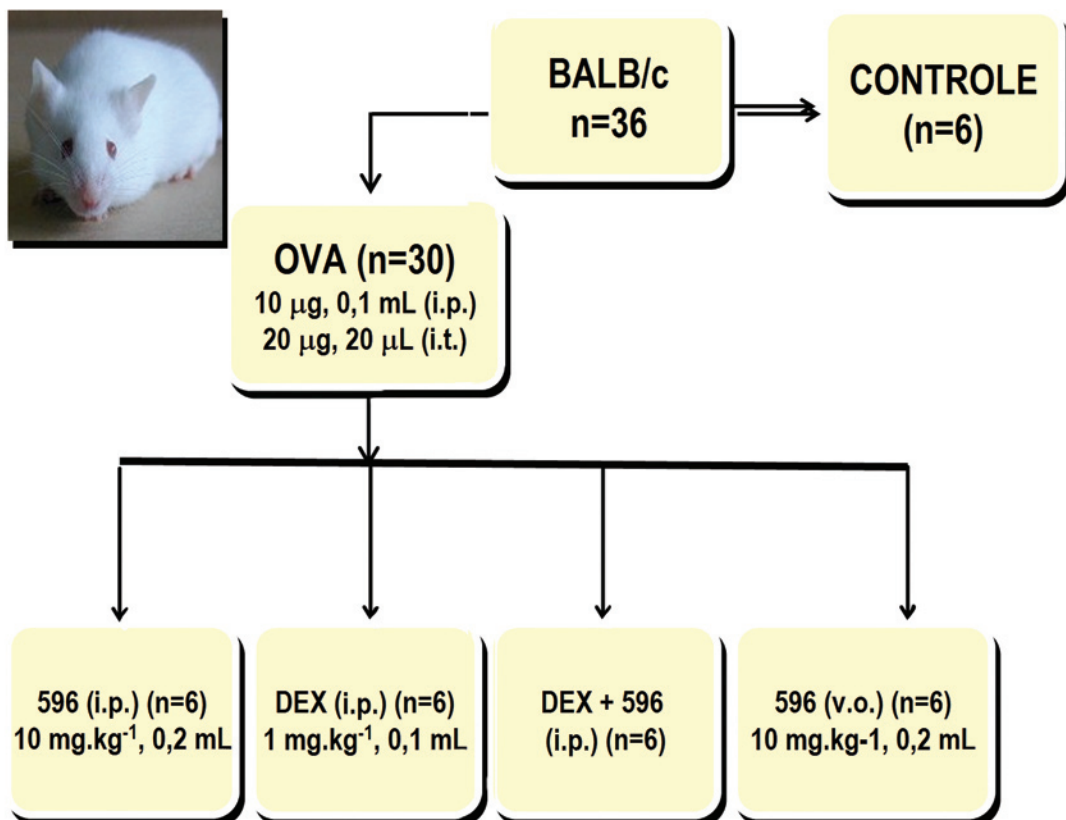 BALB/c
n=36
CONTROLE
(n=6)
OVA (n=30)
10 µg, 0,1 mL (i.p.)
20 µg, 20 µL (i.t.)
596 (i.p.) (n=6)
10 mg.kg⁻¹, 0,2 mL
DEX (i.p.) (n=6)
1 mg.kg⁻¹, 0,1 mL
DEX + 596
(i.p.) (n=6)
596 (v.o.) (n=6)
10 mg.kg-1, 0,2 mL